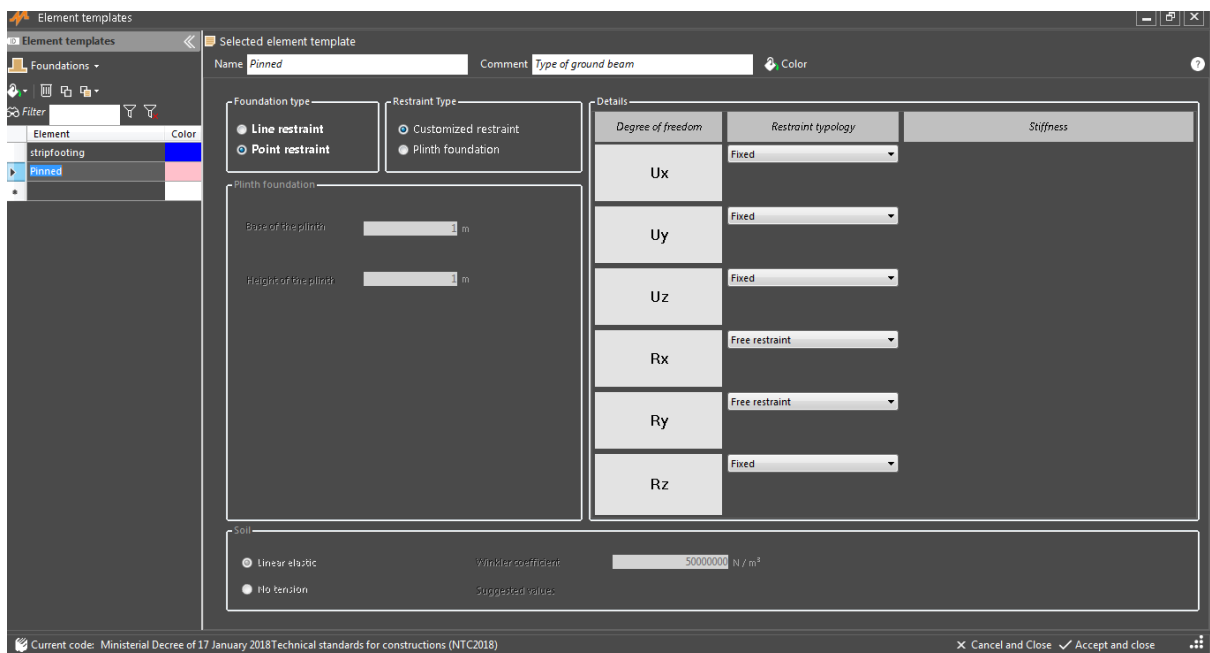 Element templates
Element templates
Selected element template
Foundations
Name Pinned Comment Type of ground beam Color
Filter
Element Color
stripfooting
Pinned
Foundation type
Line restraint
Point restraint
Restraint Type
Customized restraint
Plinth foundation
Plinth foundation
Base of the plinth 1 m
Height of the plinth 1 m
Details
Degree of freedom Restraint typology Stiffness
Ux Fixed
Uy Fixed
Uz Fixed
Rx Free restraint
Ry Free restraint
Rz Fixed
Soil
Linear elastic Winkler coefficient 50000000 N / m³
No tension Suggested values
Current code: Ministerial Decree of 17 January 2018Technical standards for constructions (NTC2018) Cancel and Close Accept and close